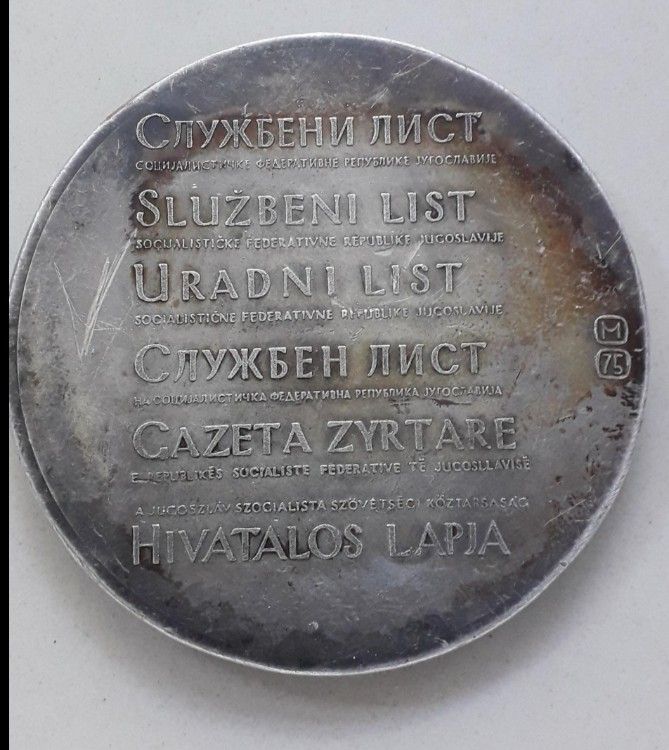 СЛУЖБЕНИ ЛИСТ
СОЦИЈАЛИСТИЧКЕ ФЕДЕРАТИВНЕ РЕПУБЛИКЕ ЈУГОСЛАВИЈЕ
SLUŽBENI LIST
SOCIJALISTIČKE FEDERATIVNE REPUBLIKE JUGOSLAVIJE
URADNI LIST
SOCIALISTIČNE FEDERATIVNE REPUBLIKE JUGOSLAVIJE
СЛУЖБЕН ЛИСТ
НА СОЦИЈАЛИСТИЧКА ФЕДЕРАТИВНА РЕПУБЛИКА ЈУГОСЛАВИЈА
GAZETA ZYRTARE
E REPUBLIKËS SOCIALISTE FEDERATIVE TË JUGOSLLAVISË
A JUGOSZLÁV SZOCIALISTA SZÖVETSÉGI KÖZTÁRSASÁG
HIVATALOS LAPJA
M
75